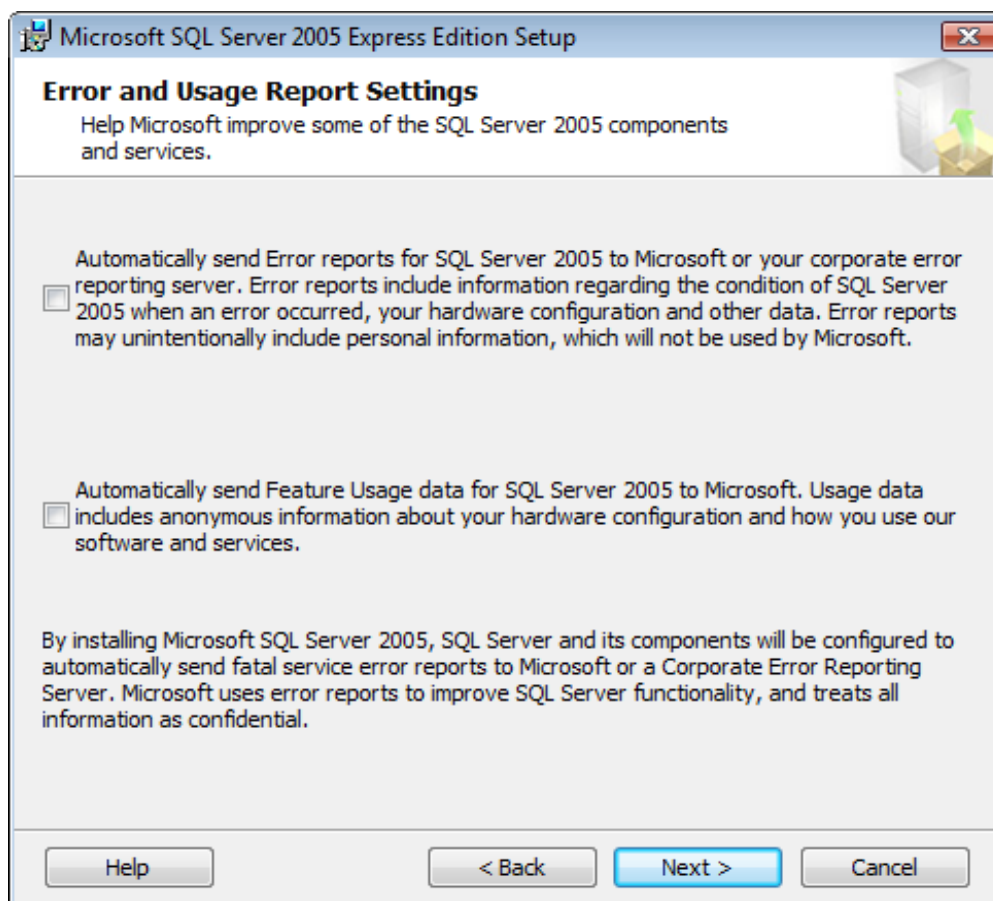 Microsoft SQL Server 2005 Express Edition Setup
Error and Usage Report Settings
Help Microsoft improve some of the SQL Server 2005 components
and services.
Automatically send Error reports for SQL Server 2005 to Microsoft or your corporate error
reporting server. Error reports include information regarding the condition of SQL Server
2005 when an error occurred, your hardware configuration and other data. Error reports
may unintentionally include personal information, which will not be used by Microsoft.
Automatically send Feature Usage data for SQL Server 2005 to Microsoft. Usage data
includes anonymous information about your hardware configuration and how you use our
software and services.
By installing Microsoft SQL Server 2005, SQL Server and its components will be configured to
automatically send fatal service error reports to Microsoft or a Corporate Error Reporting
Server. Microsoft uses error reports to improve SQL Server functionality, and treats all
information as confidential.
Help
< Back
Next >
Cancel